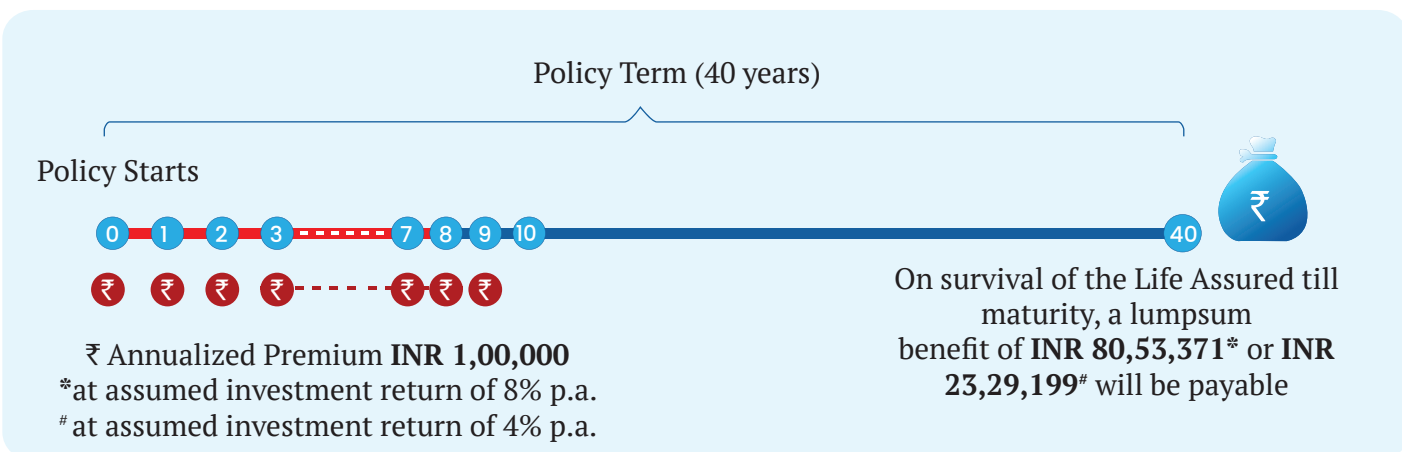 Policy Term (40 years)
Policy Starts
₹
0 1 2 3 7 8 9 10 40
₹ ₹ ₹ ₹ ₹ ₹ ₹
₹ Annualized Premium INR 1,00,000
*at assumed investment return of 8% p.a.
# at assumed investment return of 4% p.a.
On survival of the Life Assured till
maturity, a lumpsum
benefit of INR 80,53,371* or INR
23,29,199# will be payable